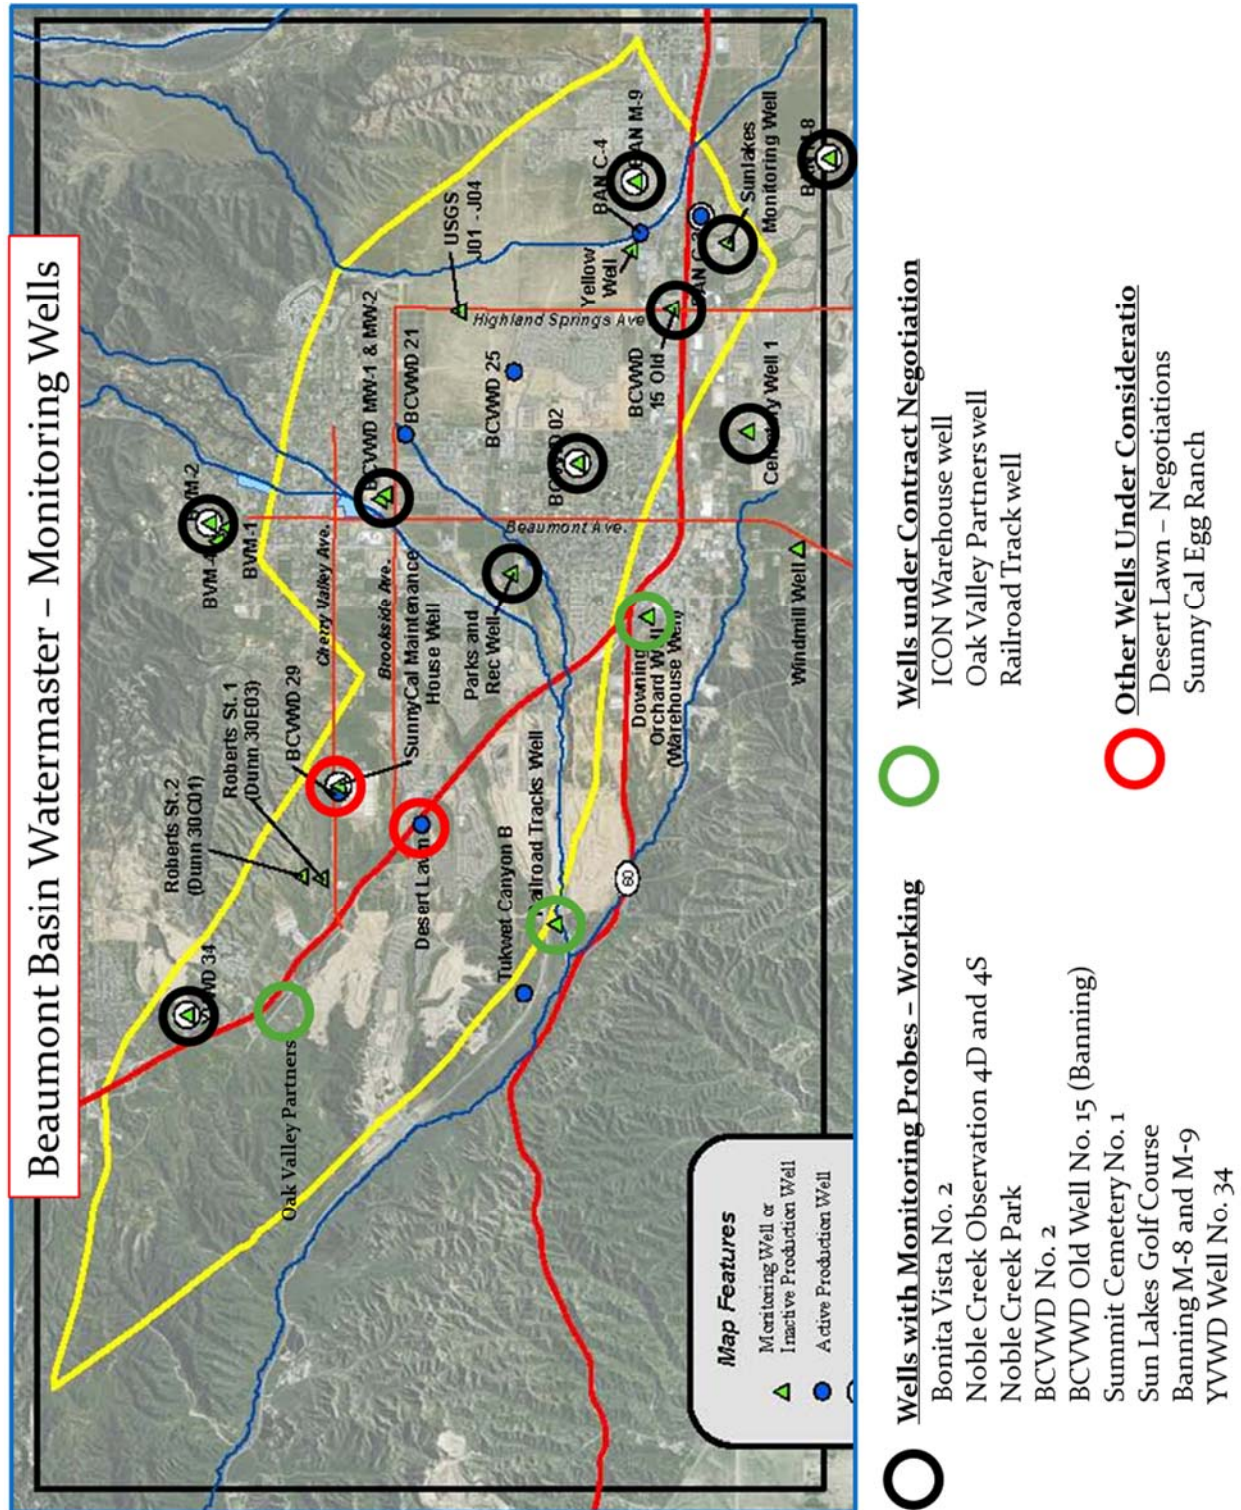 Beaumont Basin Watermaster – Monitoring Wells
YVWD 34
Roberts St. 2
(Dunn 30C01)
Roberts St. 1
(Dunn 30E03)
BCVWD 29
BVM-2
BVM-1
Cherry Valley Ave.
Brookside Ave.
SunnyCal Maintenance
House Well
BCVWD MW-1 & MW-2
BCVWD 21
USGS
J01 - J04
Highland Springs Ave
BCVWD 25
Beaumont Ave.
Parks and
Rec Well
Yellow
Well
BAN C-4
BAN M-9
BCVWD
15 Old
Sunlakes
Monitoring Well
Windmill Well
Downing
Orchard Well
(Warehouse Well)
Railroad Tracks Well
Tukwet Canyon B
Desert Lawn
Oak Valley Partners
60
Map Features
Monitoring Well or
Inactive Production Well
Active Production Well
Wells with Monitoring Probes – Working
Bonita Vista No. 2
Noble Creek Observation 4D and 4S
Noble Creek Park
BCVWD No. 2
BCVWD Old Well No. 15 (Banning)
Summit Cemetery No. 1
Sun Lakes Golf Course
Banning M-8 and M-9
YVWD Well No. 34
Wells under Contract Negotiation
ICON Warehouse well
Oak Valley Partners well
Railroad Track well
Other Wells Under Consideratio
Desert Lawn – Negotiations
Sunny Cal Egg Ranch